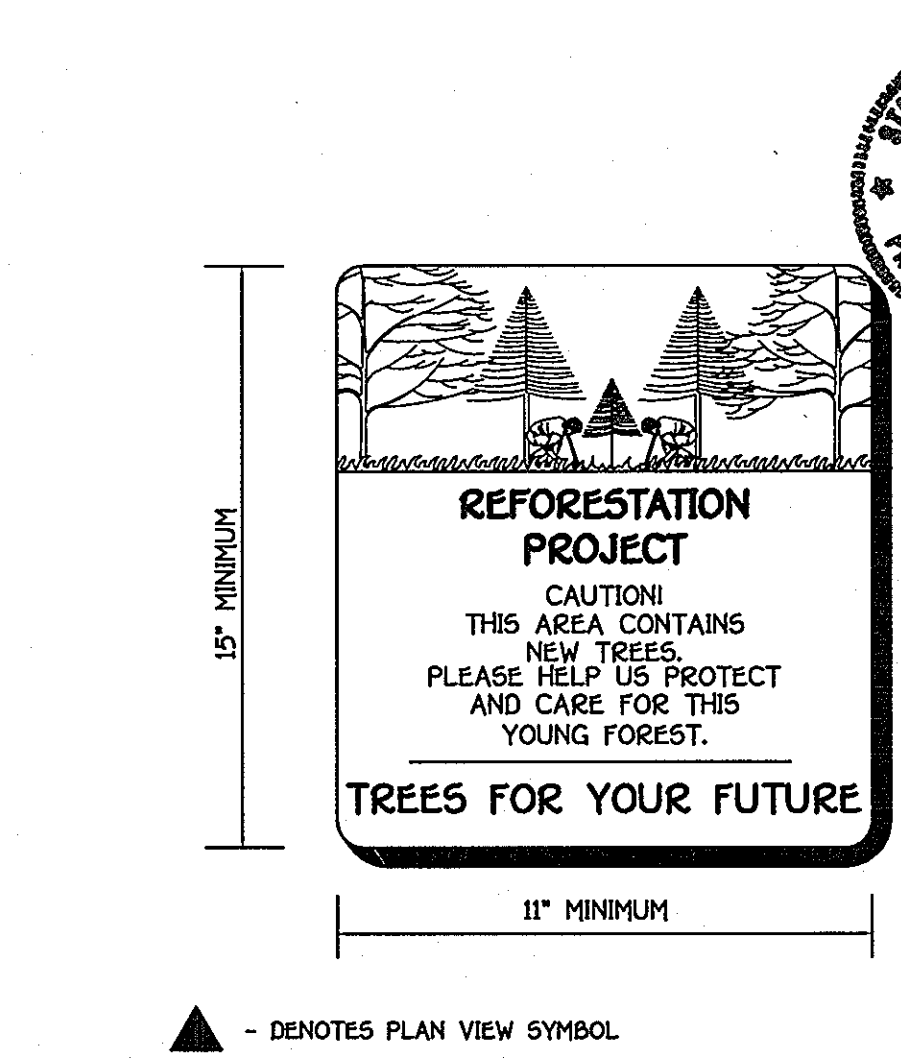 REFORESTATION
PROJECT
CAUTION!
THIS AREA CONTAINS
NEW TREES.
PLEASE HELP US PROTECT
AND CARE FOR THIS
YOUNG FOREST.
TREES FOR YOUR FUTURE
15" MINIMUM
11" MINIMUM
- DENOTES PLAN VIEW SYMBOL